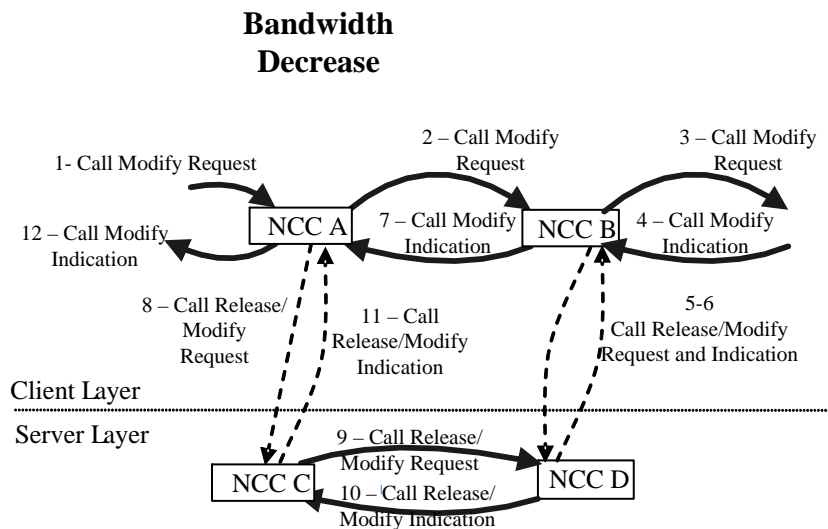 Bandwidth
Decrease
2 – Call Modify
Request
3 – Call Modify
Request
1- Call Modify Request
NCC A
7 – Call Modify
Indication
NCC B
4 – Call Modify
Indication
12 – Call Modify
Indication
8 – Call Release/
Modify
Request
11 – Call
Release/Modify
Indication
5-6
Call Release/Modify
Request and Indication
Client Layer
Server Layer
9 – Call Release/
Modify Request
NCC C
NCC D
10 – Call Release/
Modify Indication